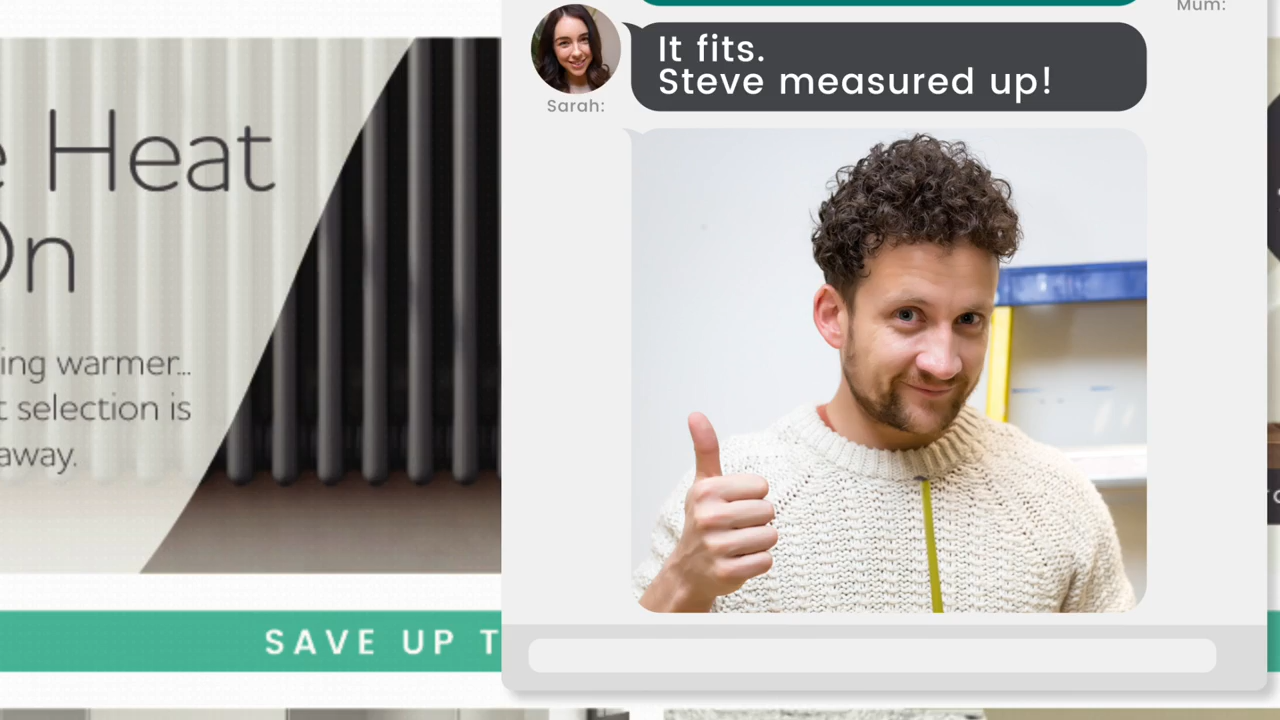 Heat
On
ing warmer...
selection is
away.
SAVE UP T
Mum:
It fits.
Steve measured up!
Sarah: